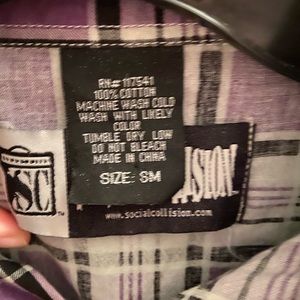 RN# 117541
100% COTTON
MACHINE WASH COLD
WASH WITH LIKELY
COLOR
TUMBLE DRY LOW
DO NOT BLEACH
MADE IN CHINA
SIZE: SM
SC
TM
www.socialcollision.com